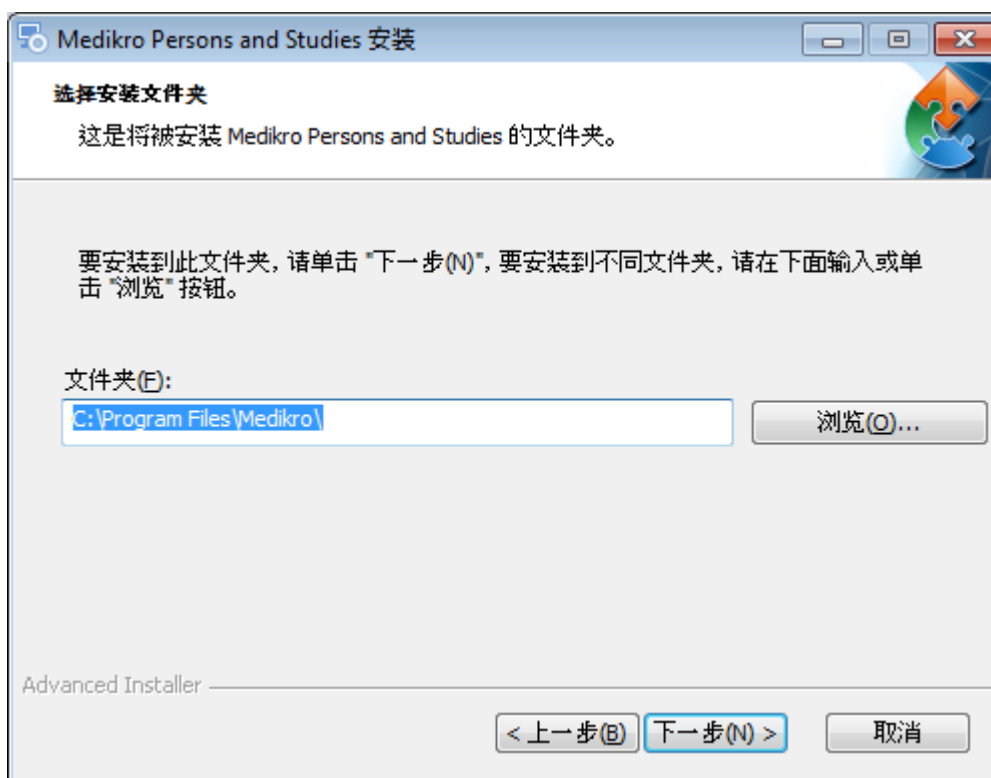 Medikro Persons and Studies 安装
选择安装文件夹
这是将被安装 Medikro Persons and Studies 的文件夹。
要安装到此文件夹, 请单击 "下一步(N)", 要安装到不同文件夹, 请在下面输入或单
击 "浏览" 按钮。
文件夹(F):
C:\Program Files\Medikro\
浏览(O)...
Advanced Installer
< 上一步(B) 下一步(N) > 取消